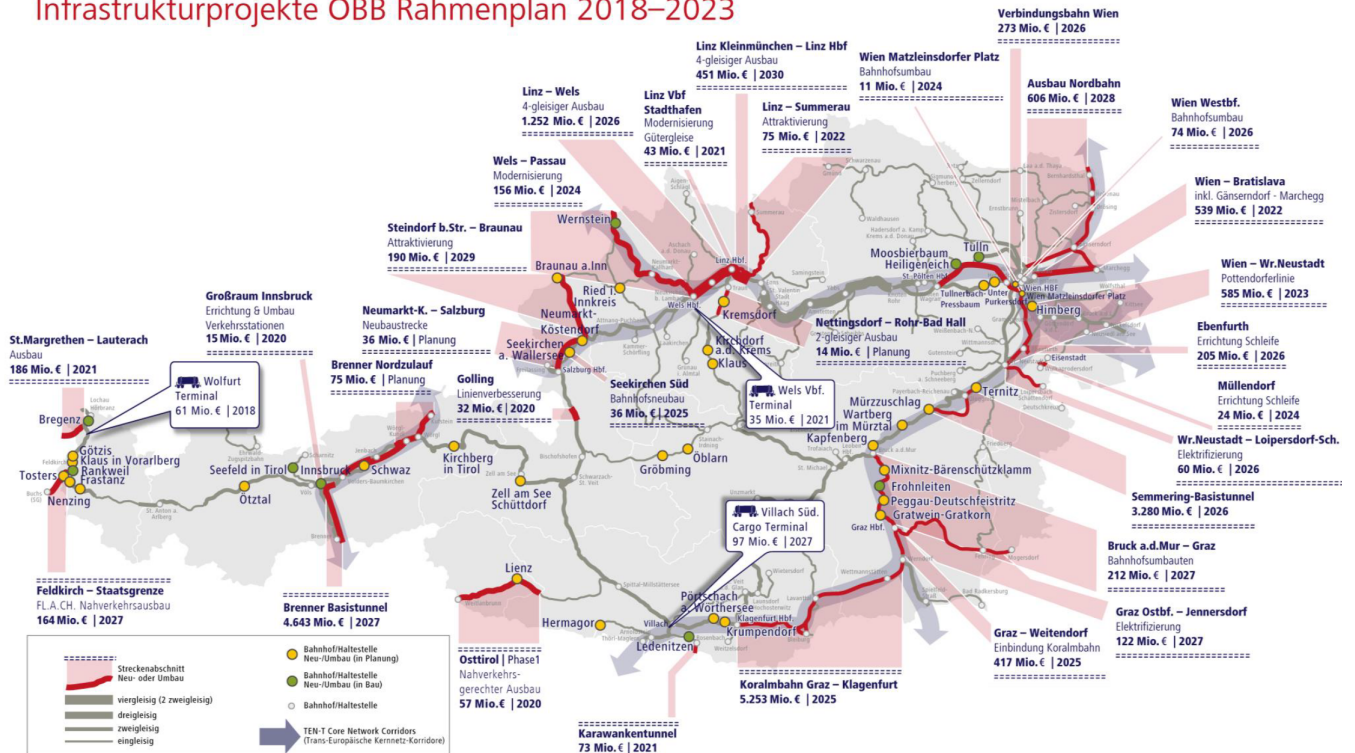 Infrastrukturprojekte ÖBB Rahmenplan 2018–2023
Verbindungsbahn Wien
273 Mio. € | 2026
Linz Kleinmünchen – Linz Hbf
4-gleisiger Ausbau
451 Mio. € | 2030
Wien Matzleinsdorfer Platz
Bahnhofsumbau
11 Mio. € | 2024
Ausbau Nordbahn
606 Mio. € | 2028
Linz – Wels
4-gleisiger Ausbau
1.252 Mio. € | 2026
Linz Vbf
Stadthafen
Modernisierung
Gütergleise
43 Mio. € | 2021
Linz – Summerau
Attraktivierung
75 Mio. € | 2022
Wien Westbf.
Bahnhofsumbau
74 Mio. € | 2026
Wels – Passau
Modernisierung
156 Mio. € | 2024
Wien – Bratislava
inkl. Gänserndorf - Marchegg
539 Mio. € | 2022
Steindorf b.Str. – Braunau
Attraktivierung
190 Mio. € | 2029
Wien – Wr.Neustadt
Pottendorferlinie
585 Mio. € | 2023
Großraum Innsbruck
Errichtung & Umbau
Verkehrsstationen
15 Mio. € | 2020
Neumarkt-K. – Salzburg
Neubaustrecke
36 Mio. € | Planung
Nettingsdorf – Rohr-Bad Hall
2-gleisiger Ausbau
14 Mio. € | Planung
Ebenfurth
Errichtung Schleife
205 Mio. € | 2026
St.Margrethen – Lauterach
Ausbau
186 Mio. € | 2021
Wolfurt
Terminal
61 Mio. € | 2018
Brenner Nordzulauf
75 Mio. € | Planung
Golling
Linienverbesserung
32 Mio. € | 2020
Seekirchen Süd
Bahnhofsneubau
36 Mio. € | 2025
Wels Vbf.
Terminal
35 Mio. € | 2021
Müllendorf
Errichtung Schleife
24 Mio. € | 2024
Wr.Neustadt – Loipersdorf-Sch.
Elektrifizierung
60 Mio. € | 2026
Semmering-Basistunnel
3.280 Mio. € | 2026
Villach Süd.
Cargo Terminal
97 Mio. € | 2027
Bruck a.d.Mur – Graz
Bahnhofsumbauten
212 Mio. € | 2027
Feldkirch – Staatsgrenze
FL.A.CH. Nahverkehrsausbau
164 Mio. € | 2027
Brenner Basistunnel
4.643 Mio. € | 2027
Graz Ostbf. – Jennersdorf
Elektrifizierung
122 Mio. € | 2027
Graz – Weitendorf
Einbindung Koralmbahn
417 Mio. € | 2025
Osttirol | Phase1
Nahverkehrs-
gerechter Ausbau
57 Mio. € | 2020
Koralmbahn Graz – Klagenfurt
5.253 Mio. € | 2025
Karawankentunnel
73 Mio. € | 2021
Wernstein
Braunau a.Inn
Ried i.
Innkreis
Neumarkt-
Köstendorf
Seekirchen
a. Wallersee
Salzburg Hbf.
Linz Hbf.
Wels Hbf.
Kremsdorf
Kirchdorf
a.d. Krems
Klaus
Moosbierbaum
Heiligeneich
Tulln
St.Pölten Hbf.
Tullnerbach-
Pressbaum
Unter
Purkersdorf
Wien HBF
Wien Matzleinsdorfer Platz
Himberg
Marchegg
Eisenstadt
Ternitz
Mürzzuschlag
Wartberg
im Mürztal
Kapfenberg
Bruck a.d.Mur
Mixnitz-Bärenschützklamm
Frohnleiten
Peggau-Deutschfeistritz
Gratwein-Gratkorn
Graz Hbf.
Bregenz
Götzis
Klaus in Vorarlberg
Rankweil
Frastanz
Tosters
Nenzing
Ötztal
Seefeld in Tirol
Innsbruck
Schwaz
Kirchberg
in Tirol
Zell am See
Schüttdorf
Gröbming
Öblarn
Lienz
Hermagor
Villach
Ledenitzen
Pörtschach
a. Wörthersee
Krumpendorf
Klagenfurt Hbf.
Streckenabschnitt
Neu- oder Umbau
viergleisig (2 zweigleisig)
dreigleisig
zweigleisig
eingleisig
Bahnhof/Haltestelle
Neu-/Umbau (in Planung)
Bahnhof/Haltestelle
Neu-/Umbau (in Bau)
Bahnhof/Haltestelle
TEN-T Core Network Corridors
(Trans-Europäische Kernnetz-Korridore)